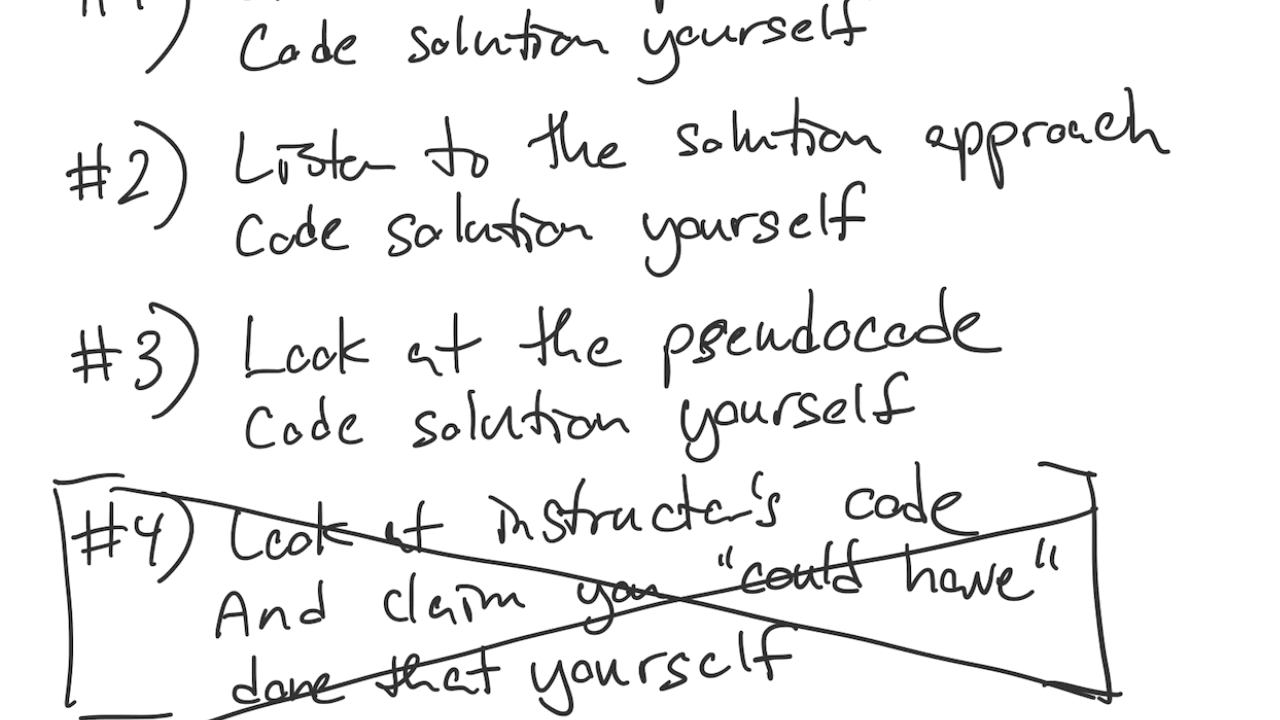 Code solution yourself
#2) Listen to the solution approach
Code solution yourself
#3) Look at the pseudocode
Code solution yourself
#4) Look at instructor's code
And claim you "could have"
done that yourself